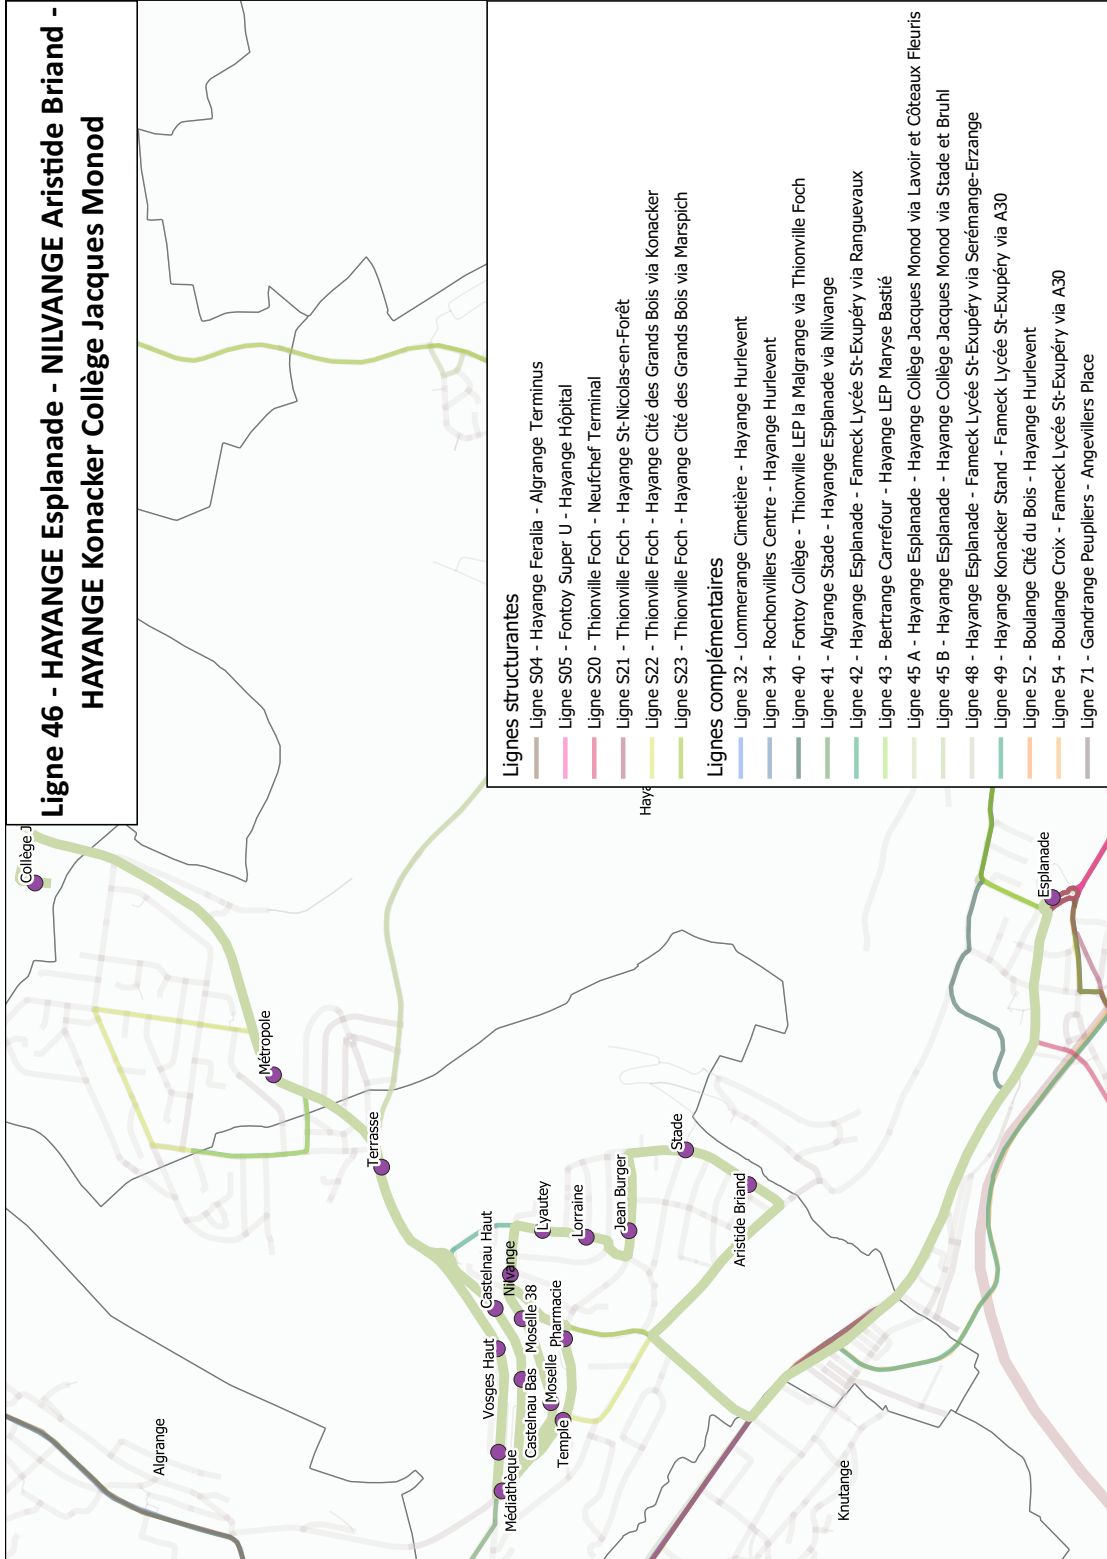 Ligne 46 - HAYANGE Esplanade - NILVANGE Aristide Briand -
HAYANGE Konacker Collège Jacques Monod
Lignes structurantes
Ligne S04 - Hayange Feralia - Algrange Terminus
Ligne S05 - Fontoy Super U - Hayange Hôpital
Ligne S20 - Thionville Foch - Neufchef Terminal
Ligne S21 - Thionville Foch - Hayange St-Nicolas-en-Forêt
Ligne S22 - Thionville Foch - Hayange Cité des Grands Bois via Konacker
Ligne S23 - Thionville Foch - Hayange Cité des Grands Bois via Marspich
Lignes complémentaires
Ligne 32 - Lommerange Cimetière - Hayange Hurlevent
Ligne 34 - Rochonvillers Centre - Hayange Hurlevent
Ligne 40 - Fontoy Collège - Thionville LEP la Malgrange via Thionville Foch
Ligne 41 - Algrange Stade - Hayange Esplanade via Nilvange
Ligne 42 - Hayange Esplanade - Fameck Lycée St-Exupéry via Ranguevaux
Ligne 43 - Bertrange Carrefour - Hayange LEP Maryse Bastié
Ligne 45 A - Hayange Esplanade - Hayange Collège Jacques Monod via Lavoir et Côteaux Fleuris
Ligne 45 B - Hayange Esplanade - Hayange Collège Jacques Monod via Stade et Bruhl
Ligne 48 - Hayange Esplanade - Fameck Lycée St-Exupéry via Serémange-Erzange
Ligne 49 - Hayange Konacker Stand - Fameck Lycée St-Exupéry via A30
Ligne 52 - Boulange Cité du Bois - Hayange Hurlevent
Ligne 54 - Boulange Croix - Fameck Lycée St-Exupéry via A30
Ligne 71 - Gandrange Peupliers - Angevillers Place
Collège J
Métropole
Terrasse
Algrange
Castelnau Haut
Vosges Haut
Médiathèque
Nilvange
Moselle 38
Castelnau Bas
Lyautey
Moselle
Pharmacie
Temple
Lorraine
Jean Burger
Haya
Stade
Aristide Briand
Knutange
Esplanade